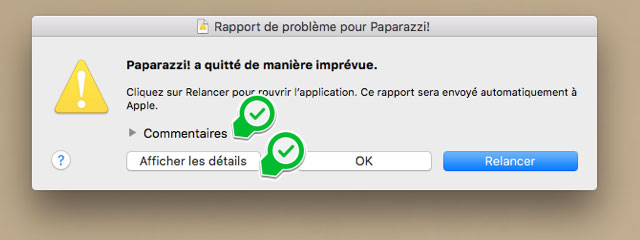 Rapport de problème pour Paparazzi!
Paparazzi! a quitté de manière imprévue.
Cliquez sur Relancer pour rouvrir l'application. Ce rapport sera envoyé automatiquement à
Apple.
Commentaires
? Afficher les détails OK Relancer